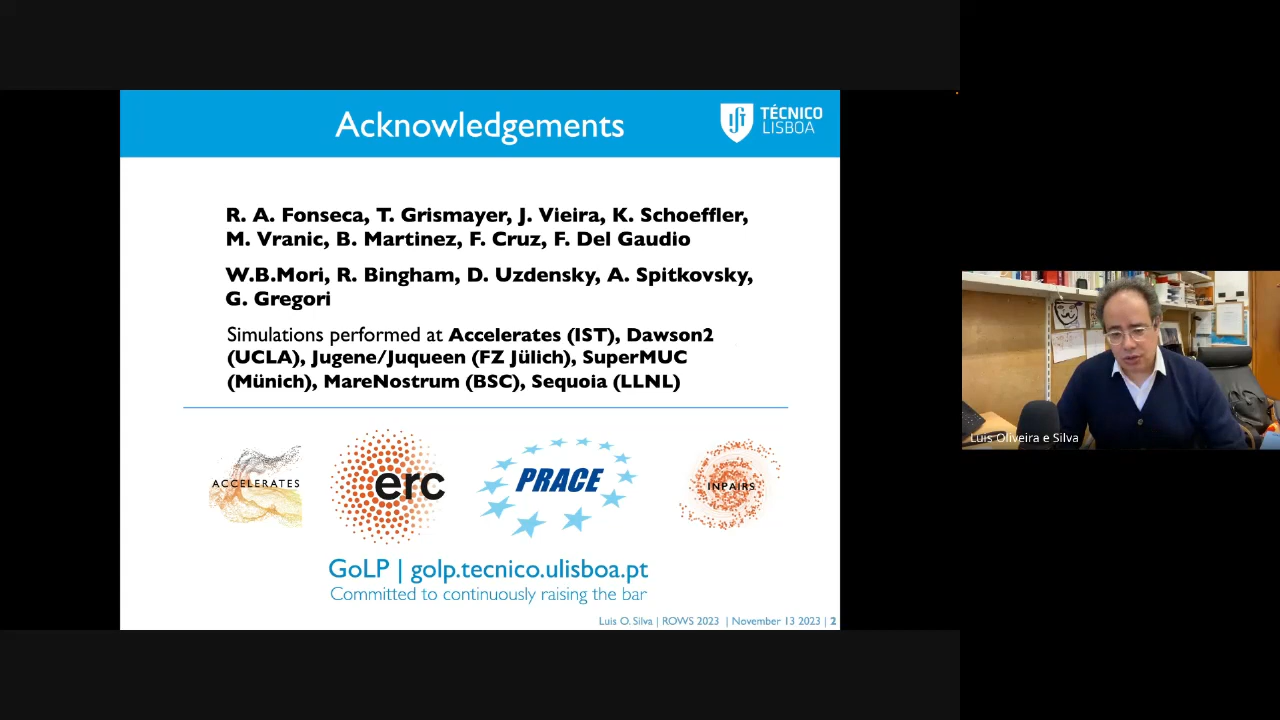 Acknowledgements
TÉCNICO
LISBOA
R. A. Fonseca, T. Grismayer, J. Vieira, K. Schoeffler,
M. Vranic, B. Martinez, F. Cruz, F. Del Gaudio
W.B.Mori, R. Bingham, D. Uzdensky, A. Spitkovsky,
G. Gregori
Simulations performed at Accelerates (IST), Dawson2
(UCLA), Jugene/Juqueen (FZ Jülich), SuperMUC
(Münich), MareNostrum (BSC), Sequoia (LLNL)
ACCELERATES
erc
PRACE
INPAIRS
GoLP | golp.tecnico.ulisboa.pt
Committed to continuously raising the bar
Luis O. Silva | ROWS 2023 | November 13 2023 | 2
Luis Oliveira e Silva